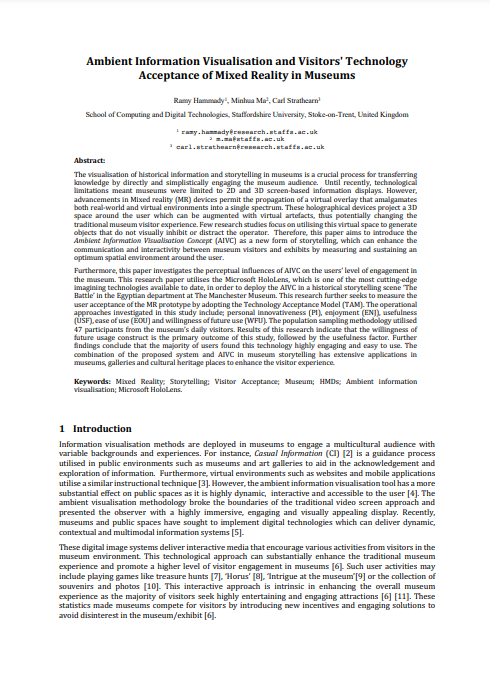 Ambient Information Visualisation and Visitors' Technology
Acceptance of Mixed Reality in Museums
Ramy Hammady¹, Minhua Ma², Carl Strathearn³
School of Computing and Digital Technologies, Staffordshire University, Stoke-on-Trent, United Kingdom
¹ ramy.hammady@research.staffs.ac.uk
² m.ma@staffs.ac.uk
³ carl.strathearn@research.staffs.ac.uk
Abstract:
The visualisation of historical information and storytelling in museums is a crucial process for transferring
knowledge by directly and simplistically engaging the museum audience. Until recently, technological
limitations meant museums were limited to 2D and 3D screen-based information displays. However,
advancements in Mixed reality (MR) devices permit the propagation of a virtual overlay that amalgamates
both real-world and virtual environments into a single spectrum. These holographical devices project a 3D
space around the user which can be augmented with virtual artefacts, thus potentially changing the
traditional museum visitor experience. Few research studies focus on utilising this virtual space to generate
objects that do not visually inhibit or distract the operator. Therefore, this paper aims to introduce the
Ambient Information Visualisation Concept (AIVC) as a new form of storytelling, which can enhance the
communication and interactivity between museum visitors and exhibits by measuring and sustaining an
optimum spatial environment around the user.
Furthermore, this paper investigates the perceptual influences of AIVC on the users' level of engagement in
the museum. This research paper utilises the Microsoft HoloLens, which is one of the most cutting-edge
imagining technologies available to date, in order to deploy the AIVC in a historical storytelling scene 'The
Battle' in the Egyptian department at The Manchester Museum. This research further seeks to measure the
user acceptance of the MR prototype by adopting the Technology Acceptance Model (TAM). The operational
approaches investigated in this study include; personal innovativeness (PI), enjoyment (ENJ), usefulness
(USF), ease of use (EOU) and willingness of future use (WFU). The population sampling methodology utilised
47 participants from the museum's daily visitors. Results of this research indicate that the willingness of
future usage construct is the primary outcome of this study, followed by the usefulness factor. Further
findings conclude that the majority of users found this technology highly engaging and easy to use. The
combination of the proposed system and AIVC in museum storytelling has extensive applications in
museums, galleries and cultural heritage places to enhance the visitor experience.
Keywords: Mixed Reality; Storytelling; Visitor Acceptance; Museum; HMDs; Ambient information
visualisation; Microsoft HoloLens.
1 Introduction
Information visualisation methods are deployed in museums to engage a multicultural audience with
variable backgrounds and experiences. For instance, Casual Information (CI) [2] is a guidance process
utilised in public environments such as museums and art galleries to aid in the acknowledgement and
exploration of information. Furthermore, virtual environments such as websites and mobile applications
utilise a similar instructional technique [3]. However, the ambient information visualisation tool has a more
substantial effect on public spaces as it is highly dynamic, interactive and accessible to the user [4]. The
ambient visualisation methodology broke the boundaries of the traditional video screen approach and
presented the observer with a highly immersive, engaging and visually appealing display. Recently,
museums and public spaces have sought to implement digital technologies which can deliver dynamic,
contextual and multimodal information systems [5].
These digital image systems deliver interactive media that encourage various activities from visitors in the
museum environment. This technological approach can substantially enhance the traditional museum
experience and promote a higher level of visitor engagement in museums [6]. Such user activities may
include playing games like treasure hunts [7], 'Horus' [8], 'Intrigue at the museum'[9] or the collection of
souvenirs and photos [10]. This interactive approach is intrinsic in enhancing the overall museum
experience as the majority of visitors seek highly entertaining and engaging attractions [6] [11]. These
statistics made museums compete for visitors by introducing new incentives and engaging solutions to
avoid disinterest in the museum/exhibit [6].